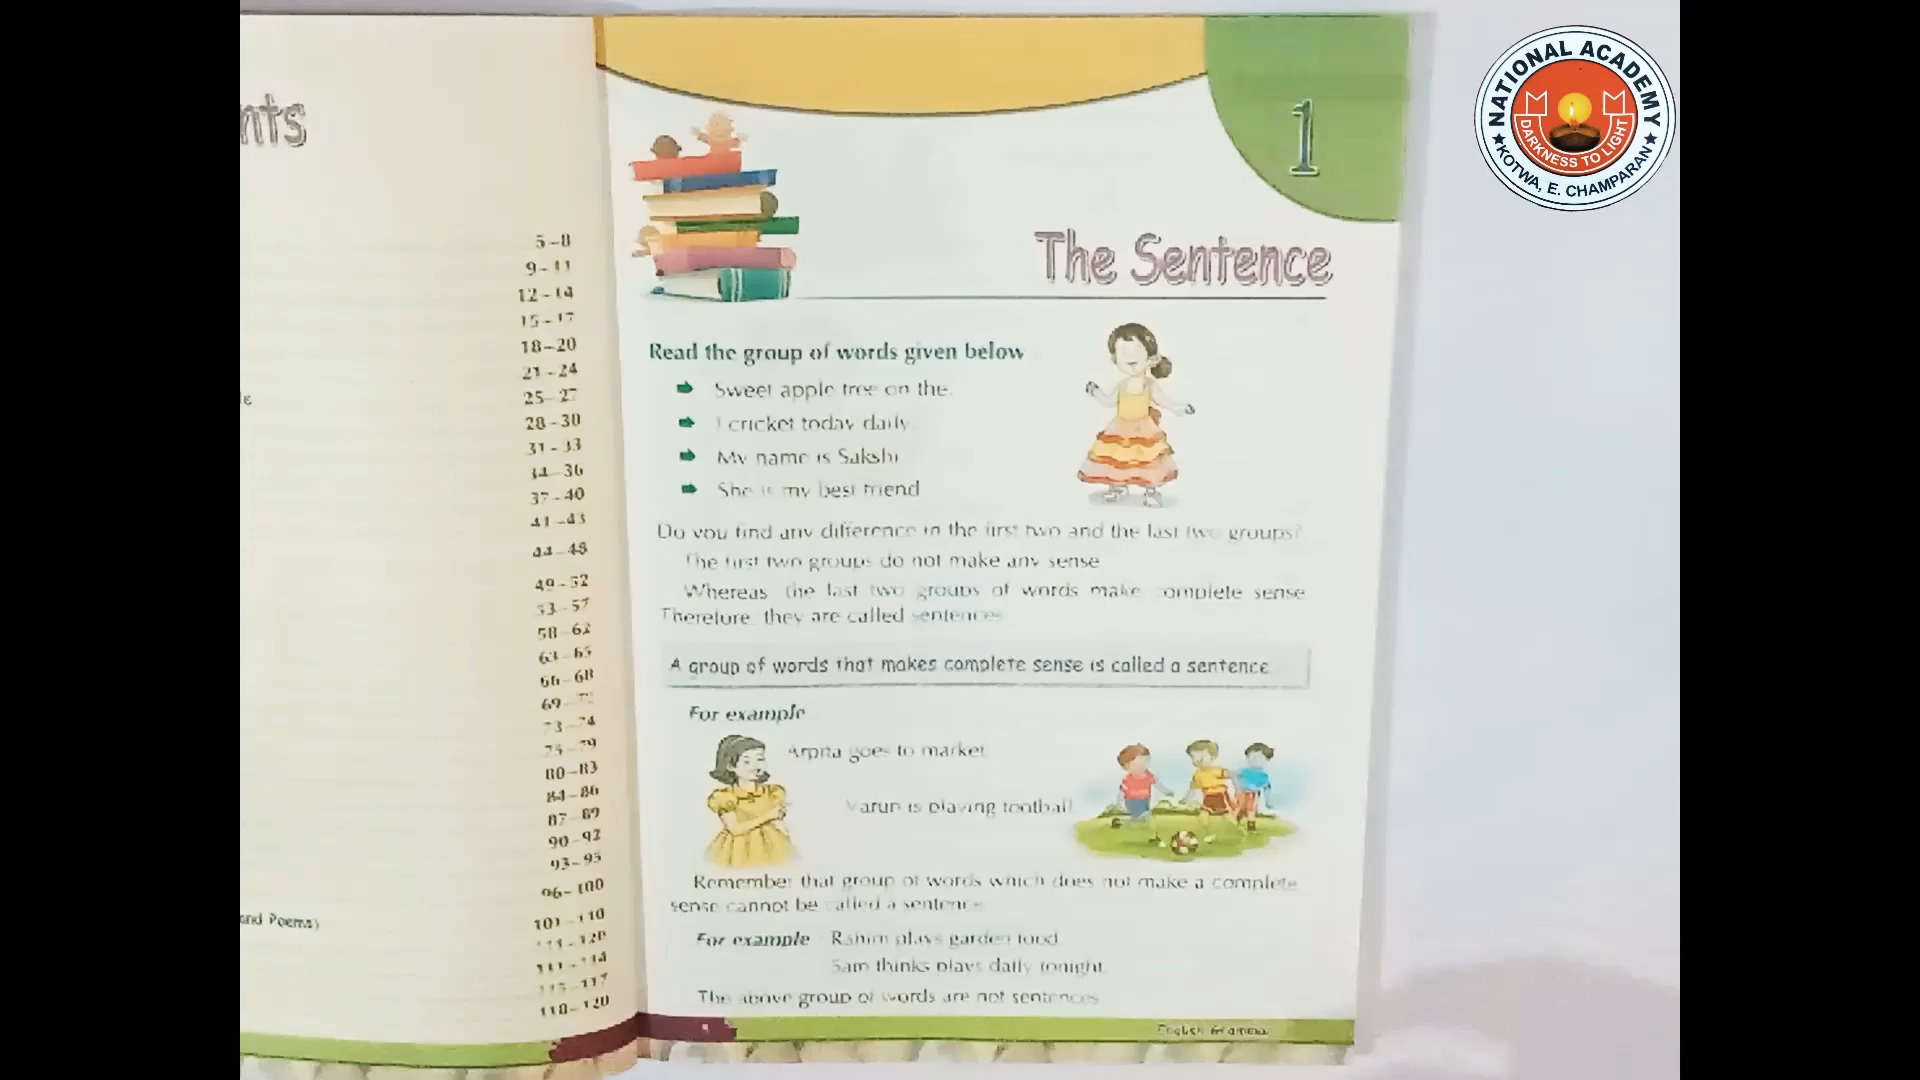 nts
5-8
9-11
12-14
15-17
18-20
21-24
25-27
28-30
31-33
34-36
37-40
41-43
44-48
49-52
53-57
58-62
63-65
66-68
69-72
73-74
75-79
80-83
84-86
87-89
90-92
93-95
96-100
101-110
and Poems)
115-117
118-120
1
The Sentence
Read the group of words given below
Sweet apple tree on the.
I cricket today daily.
My name is Sakshi
She is my best friend
Do you find any difference in the first two and the last two groups?
The first two groups do not make any sense
Whereas the last two groups of words make complete sense
Therefore, they are called sentences
A group of words that makes complete sense is called a sentence
For example
Arpita goes to market
Varun is playing football
Remember that group of words which does not make a complete
sense cannot be called a sentence
For example Rahim plays garden food
Sam thinks plays daily tonight
The above group of words are not sentences
English Grammar
NATIONAL ACADEMY
DARKNESS TO LIGHT
KOTWA, E. CHAMPARAN